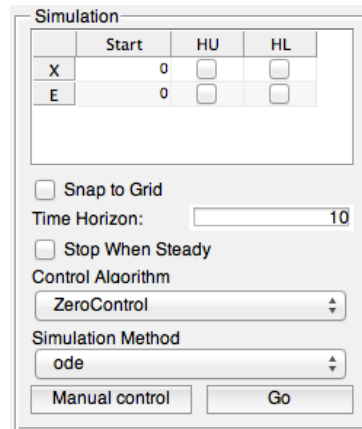 Simulation
Start HU HL
X 0
E 0
Snap to Grid
Time Horizon: 10
Stop When Steady
Control Algorithm
ZeroControl
Simulation Method
ode
Manual control Go